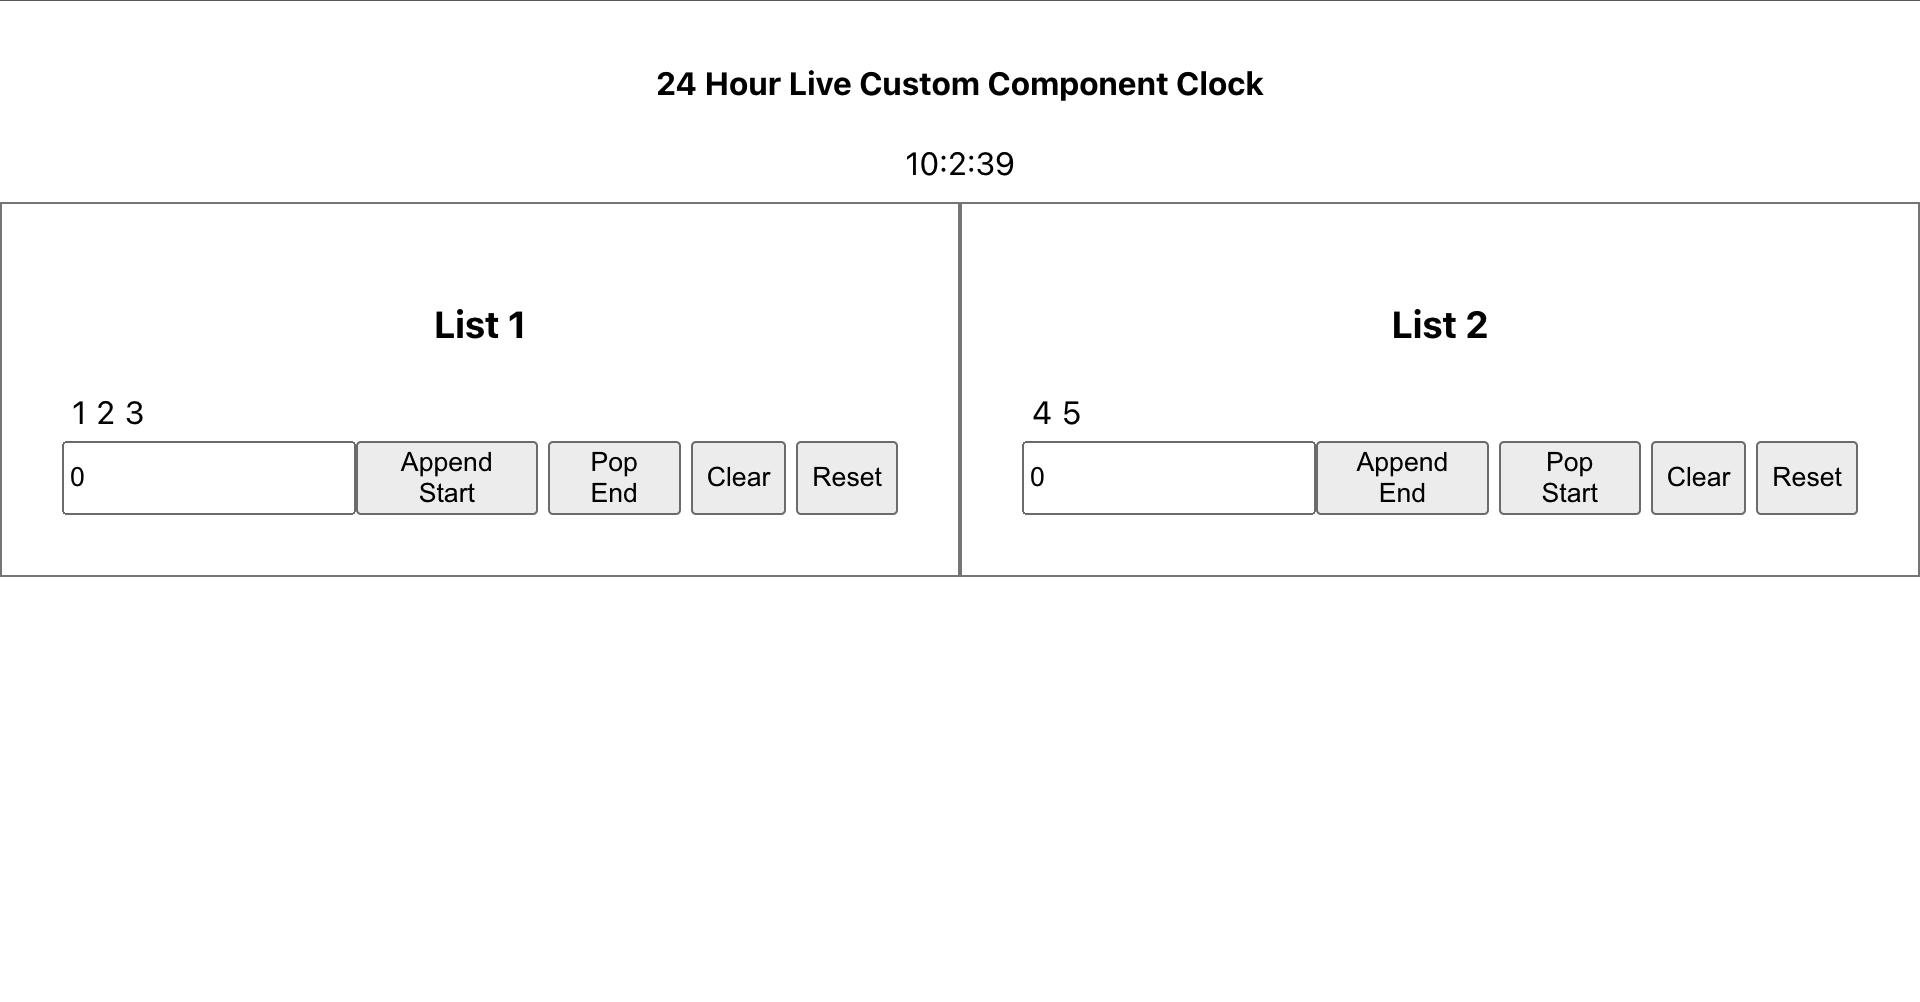 24 Hour Live Custom Component Clock
10:2:39
List 1
1 2 3
0
Append
Start
Pop
End
Clear
Reset
List 2
4 5
0
Append
End
Pop
Start
Clear
Reset